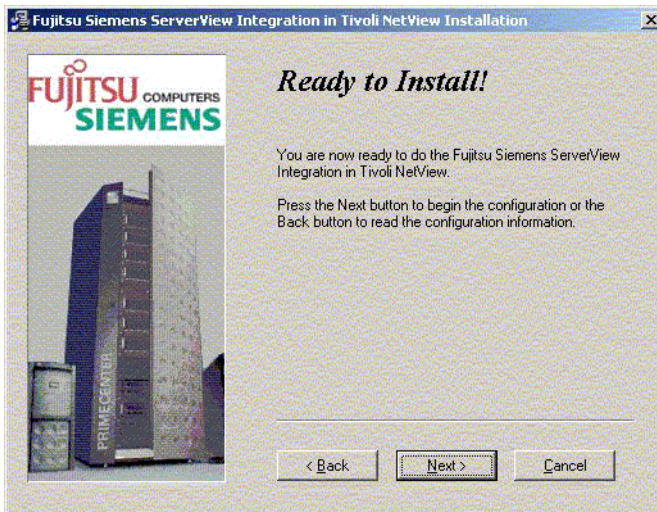 Fujitsu Siemens ServerView Integration in Tivoli NetView Installation
FUJITSU COMPUTERS
SIEMENS
Ready to Install!
You are now ready to do the Fujitsu Siemens ServerView
Integration in Tivoli NetView.
Press the Next button to begin the configuration or the
Back button to read the configuration information.
PRIMECENTER
< Back
Next >
Cancel